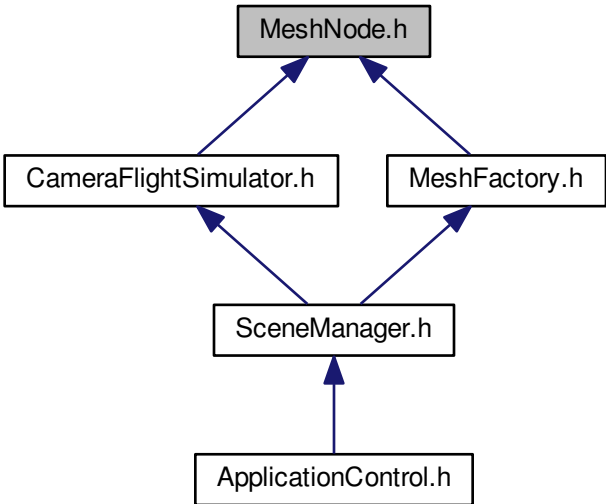 MeshNode.h
CameraFlightSimulator.h
MeshFactory.h
SceneManager.h
ApplicationControl.h